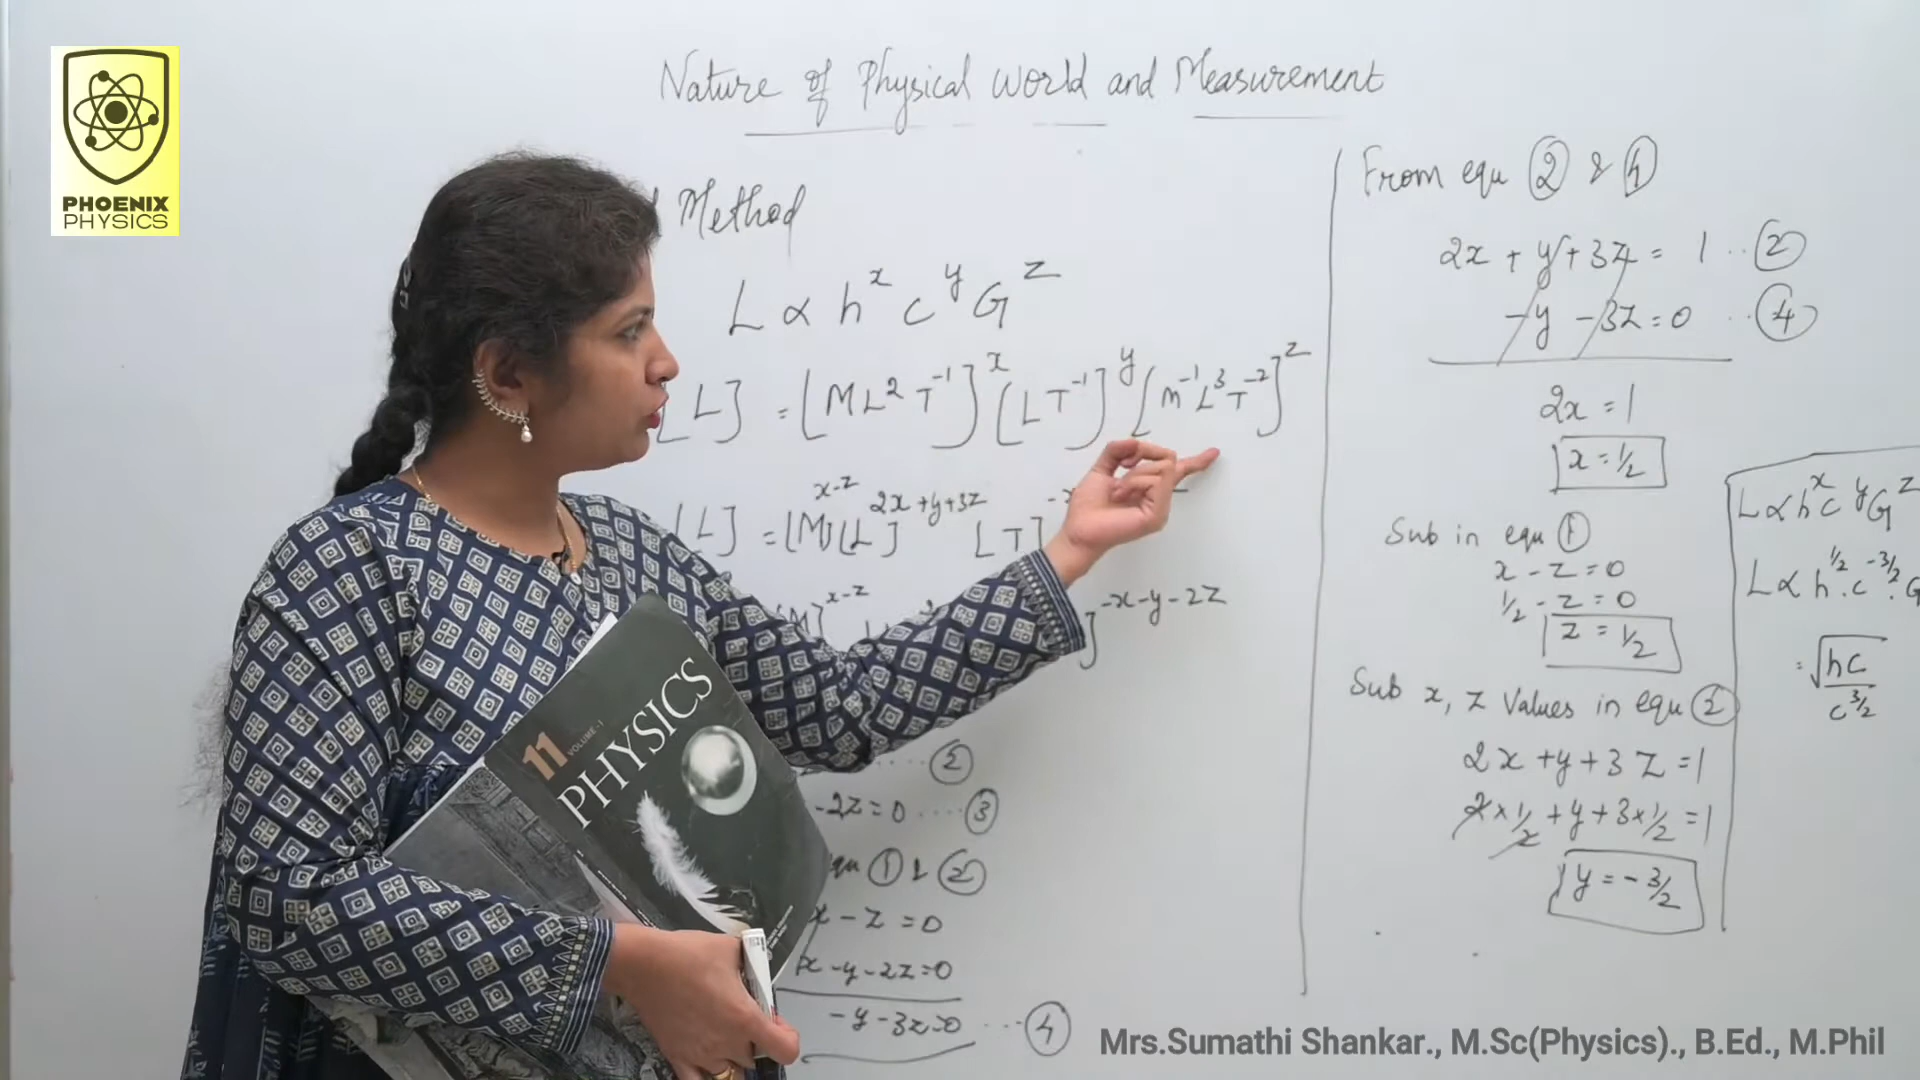 PHOENIX
PHYSICS
Nature of Physical World and Measurement
Method
L ∝ h^x c^y G^z
[L] = [ML²T⁻¹]^x [LT⁻¹]^y [M⁻¹L³T⁻²]^z
[L] = [M]^x-z [L]^2x+y+3z [T]
[M]^x-z ]^-x-y-2z
..... ②
-2z=0 .... ③
equ ① & ②
x - z = 0
-x-y-2z=0
-y-3z=0 ... ④
11
VOLUME-I
PHYSICS
From equ ② & ④
2x + y + 3z = 1 .. ②
-y - 3z = 0 .. ④
2x = 1
x = 1/2
Sub in equ ①
x - z = 0
1/2 - z = 0
z = 1/2
Sub x, z Values in equ ②
2x + y + 3z = 1
2 × 1/2 + y + 3 × 1/2 = 1
y = -3/2
L ∝ h^x c^y G^z
L ∝ h^1/2 . c^-3/2 . G
= √hG / c^3/2
Mrs.Sumathi Shankar., M.Sc(Physics)., B.Ed., M.Phil